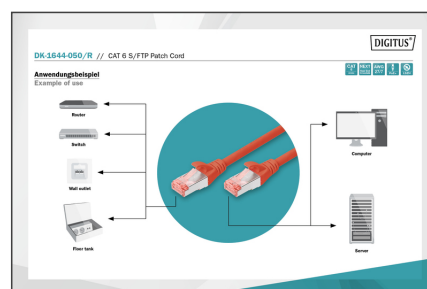 DIGITUS®
DK-1644-050/R // CAT 6 S/FTP Patch Cord
Anwendungsbeispiel
Example of use
Router
Switch
Wall outlet
Floor tank
Computer
Server